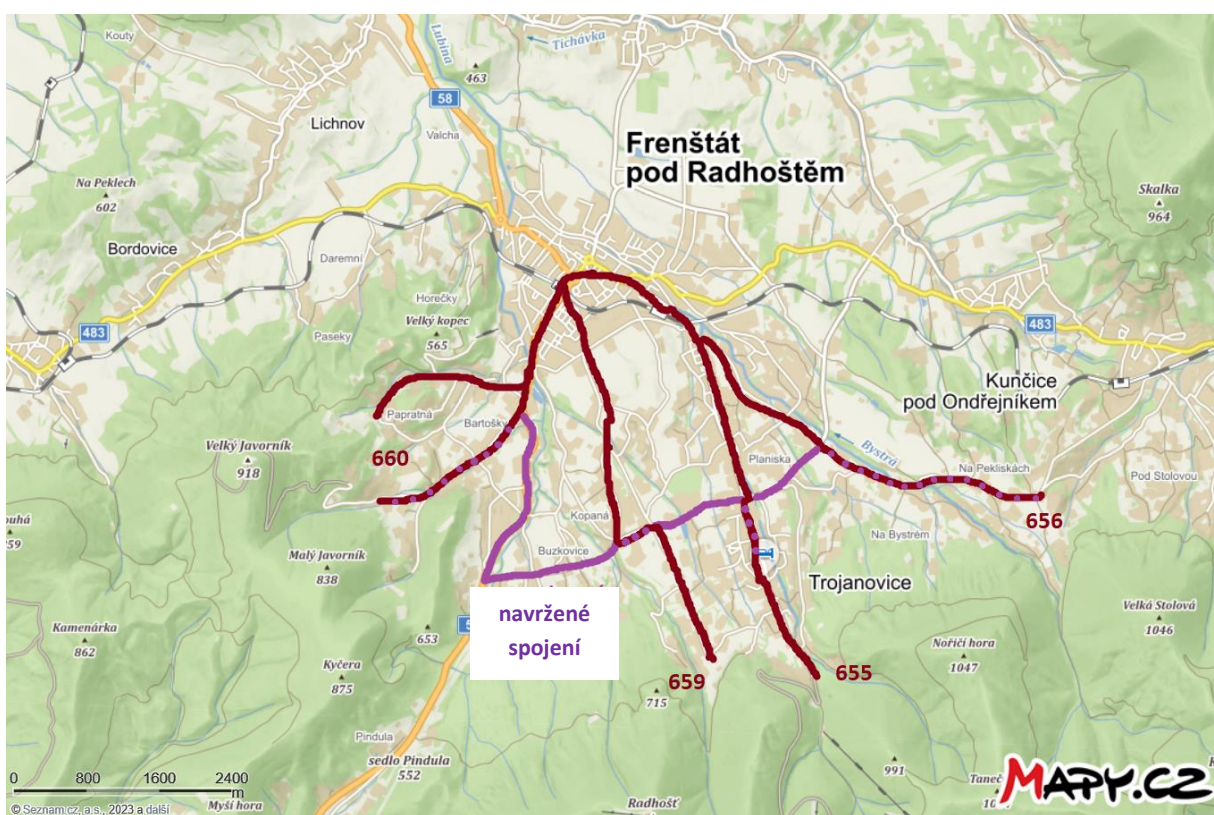 Kouty
Lubina
Tichávka
463
58
Lichnov
Valcha
Frenštát
pod Radhoštěm
Na Peklech
602
Skalka
964
Bordovice
Daremní
Horečky
Velký kopec
565
483
Paseky
483
Kunčice
pod Ondřejníkem
Papratná
Bartošky
Velký Javorník
918
660
Planiska
Bystrá
Na Pekliskách
Pod Stolovou
656
Kopaná
Na Bystrém
Buzkovice
Malý Javorník
838
Trojanovice
navržené
spojení
Velká Stolová
1046
Kamenárka
862
653
5
Kyčera
875
Nořičí hora
1047
659
655
715
Pindula
sedlo Pindula
552
991
0 800 1600 2400
m
MAPY.CZ
© Seznam.cz, a.s., 2023 a další
Myší hora
Radhošť